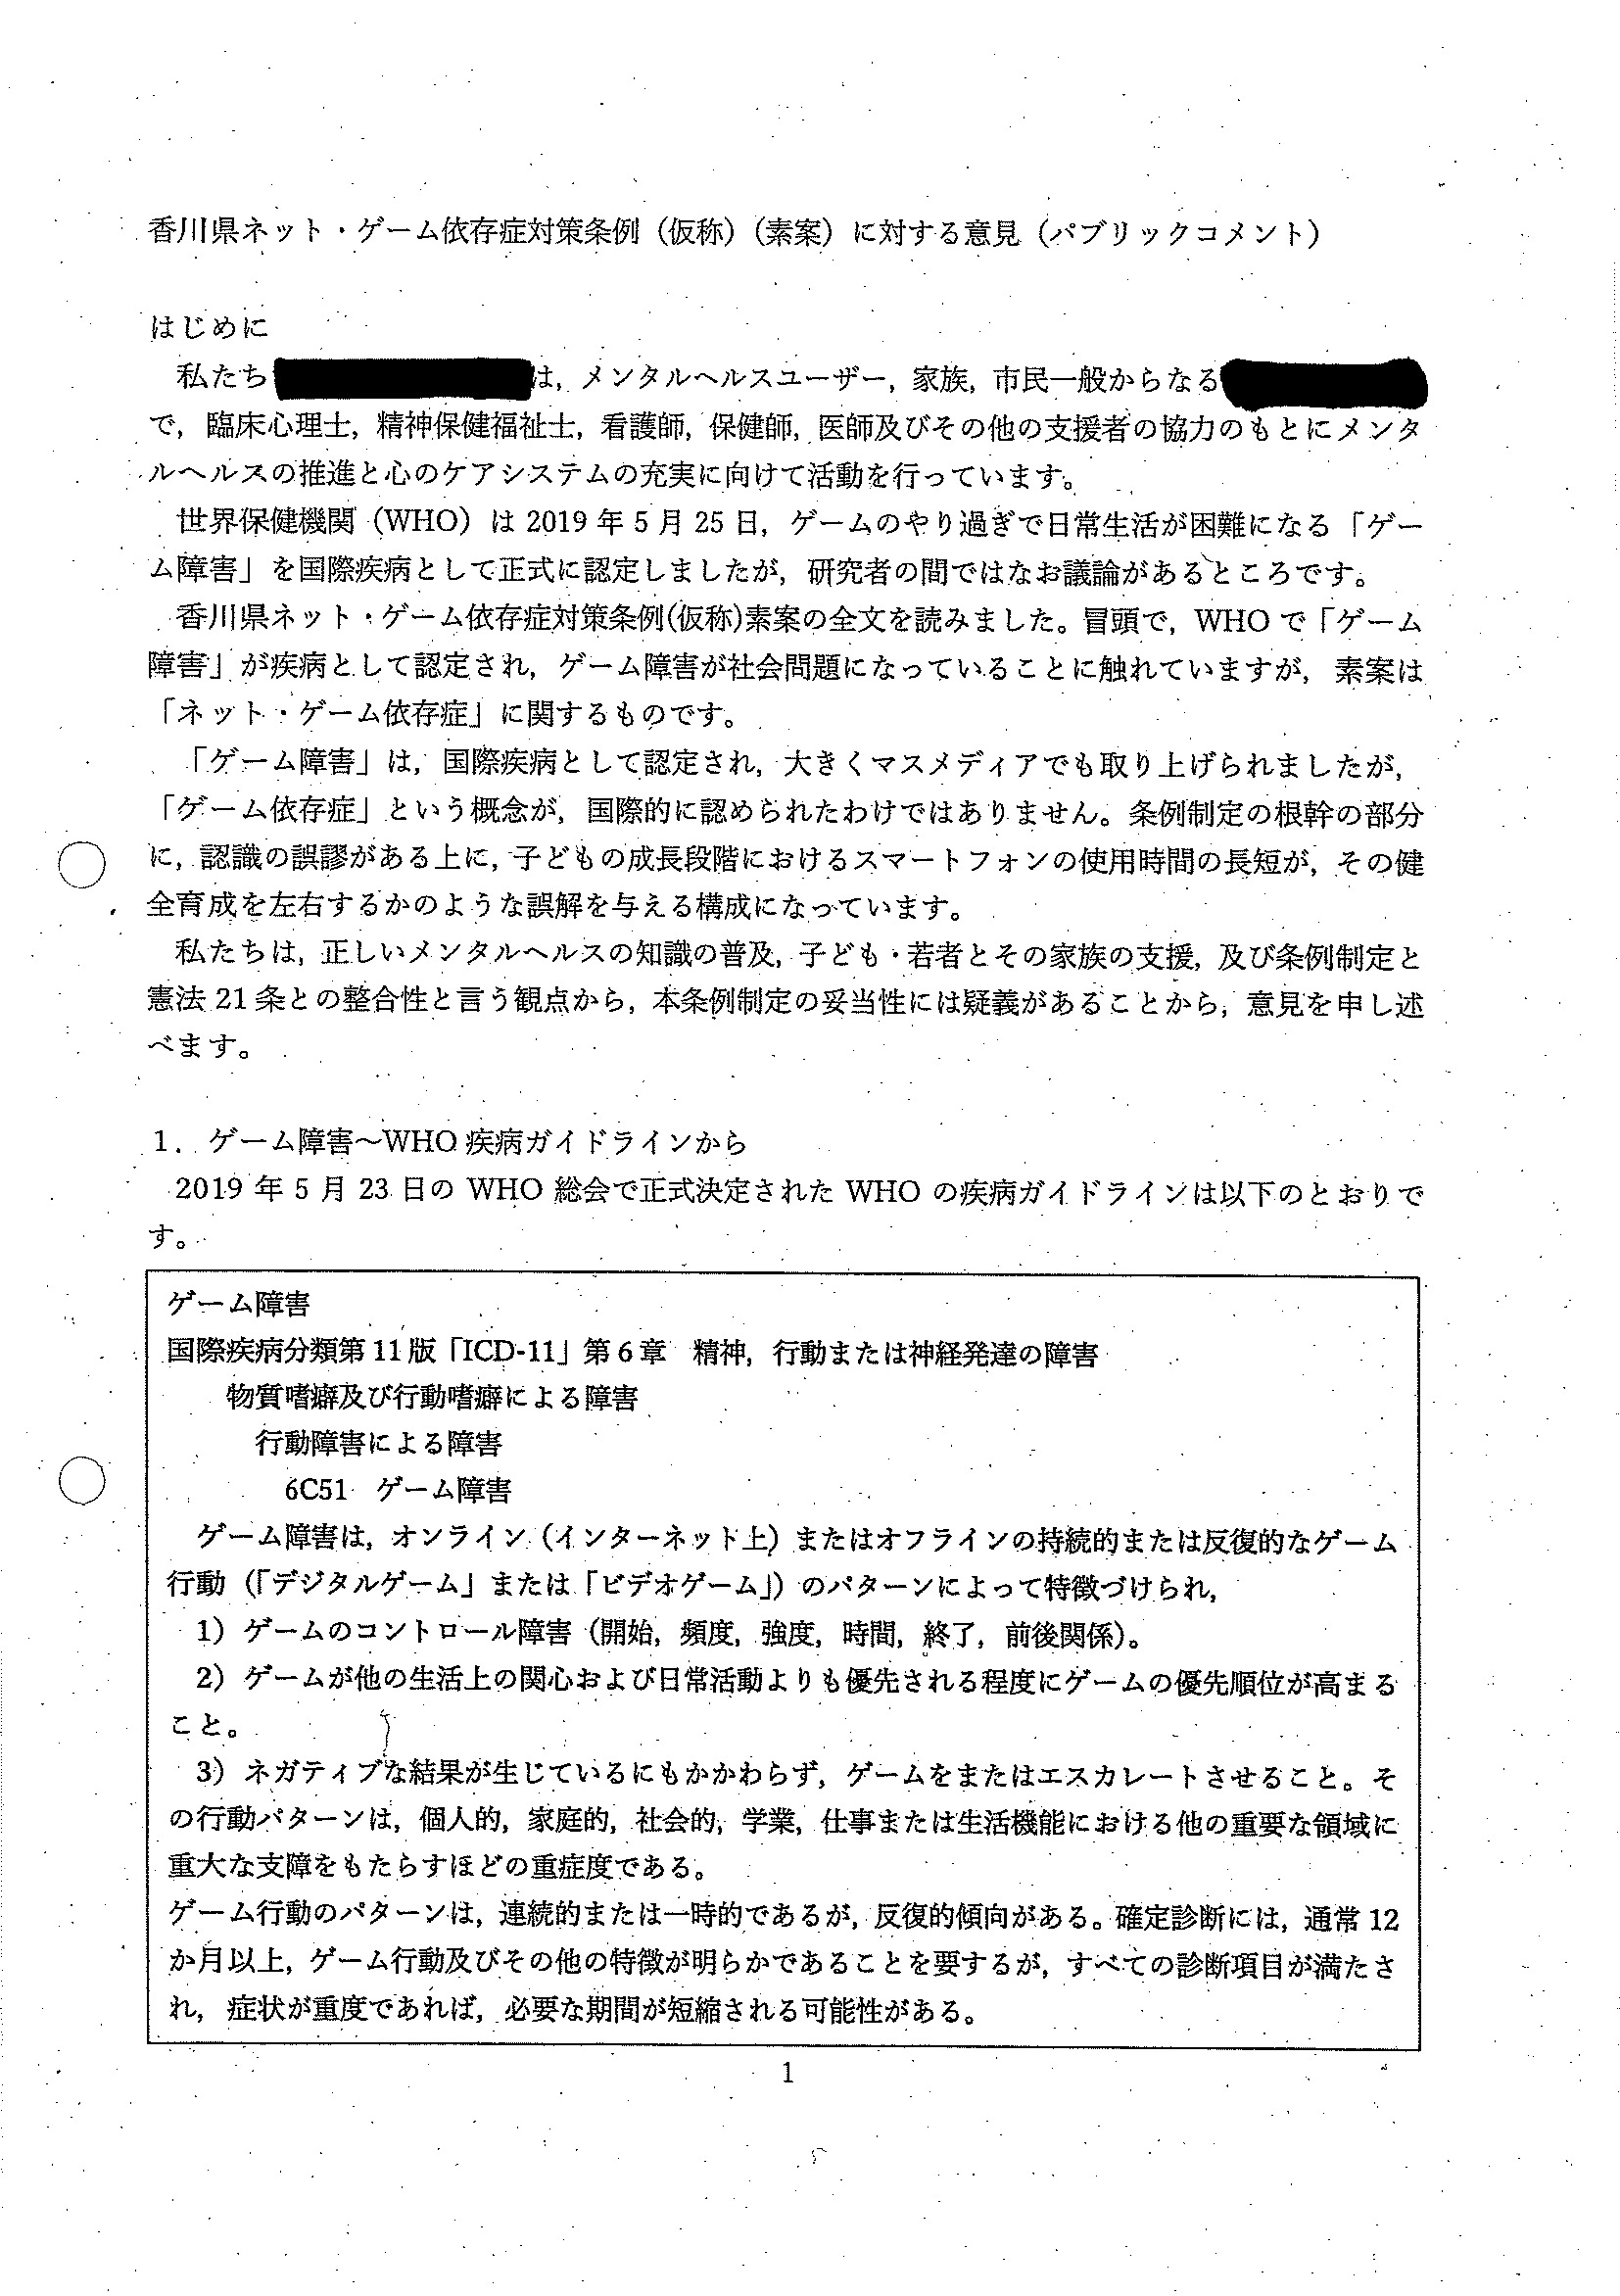 香川県ネット・ゲーム依存症対策条例（仮称）（素案）に対する意見（パブリックコメント）
はじめに
私たち は，メンタルヘルスユーザー，家族，市民一般からなる
で，臨床心理士，精神保健福祉士，看護師，保健師，医師及びその他の支援者の協力のもとにメンタ
ルヘルスの推進と心のケアシステムの充実に向けて活動を行っています。
世界保健機関（WHO）は 2019 年 5 月 25 日，ゲームのやり過ぎで日常生活が困難になる「ゲー
ム障害」を国際疾病として正式に認定しましたが，研究者の間ではなお議論があるところです。
香川県ネット・ゲーム依存症対策条例(仮称)素案の全文を読みました。冒頭で，WHO で「ゲーム
障害」が疾病として認定され，ゲーム障害が社会問題になっていることに触れていますが，素案は
「ネット・ゲーム依存症」に関するものです。
「ゲーム障害」は，国際疾病として認定され，大きくマスメディアでも取り上げられましたが，
「ゲーム依存症」という概念が，国際的に認められたわけではありません。条例制定の根幹の部分
に，認識の誤謬がある上に，子どもの成長段階におけるスマートフォンの使用時間の長短が，その健
全育成を左右するかのような誤解を与える構成になっています。
私たちは，正しいメンタルヘルスの知識の普及，子ども・若者とその家族の支援，及び条例制定と
憲法 21 条との整合性と言う観点から，本条例制定の妥当性には疑義があることから，意見を申し述
べます。
1．ゲーム障害～WHO 疾病ガイドラインから
2019 年 5 月 23 日の WHO 総会で正式決定された WHO の疾病ガイドラインは以下のとおりで
す。
ゲーム障害
国際疾病分類第 11 版「ICD-11」第 6 章　精神，行動または神経発達の障害
物質嗜癖及び行動嗜癖による障害
行動障害による障害
6C51　ゲーム障害
ゲーム障害は，オンライン（インターネット上）またはオフラインの持続的または反復的なゲーム
行動（「デジタルゲーム」または「ビデオゲーム」）のパターンによって特徴づけられ，
1）ゲームのコントロール障害（開始，頻度，強度，時間，終了，前後関係）。
2）ゲームが他の生活上の関心および日常活動よりも優先される程度にゲームの優先順位が高まる
こと。
3）ネガティブな結果が生じているにもかかわらず，ゲームをまたはエスカレートさせること。そ
の行動パターンは，個人的，家庭的，社会的，学業，仕事または生活機能における他の重要な領域に
重大な支障をもたらすほどの重症度である。
ゲーム行動のパターンは，連続的または一時的であるが，反復的傾向がある。確定診断には，通常 12
か月以上，ゲーム行動及びその他の特徴が明らかであることを要するが，すべての診断項目が満たさ
れ，症状が重度であれば，必要な期間が短縮される可能性がある。
1